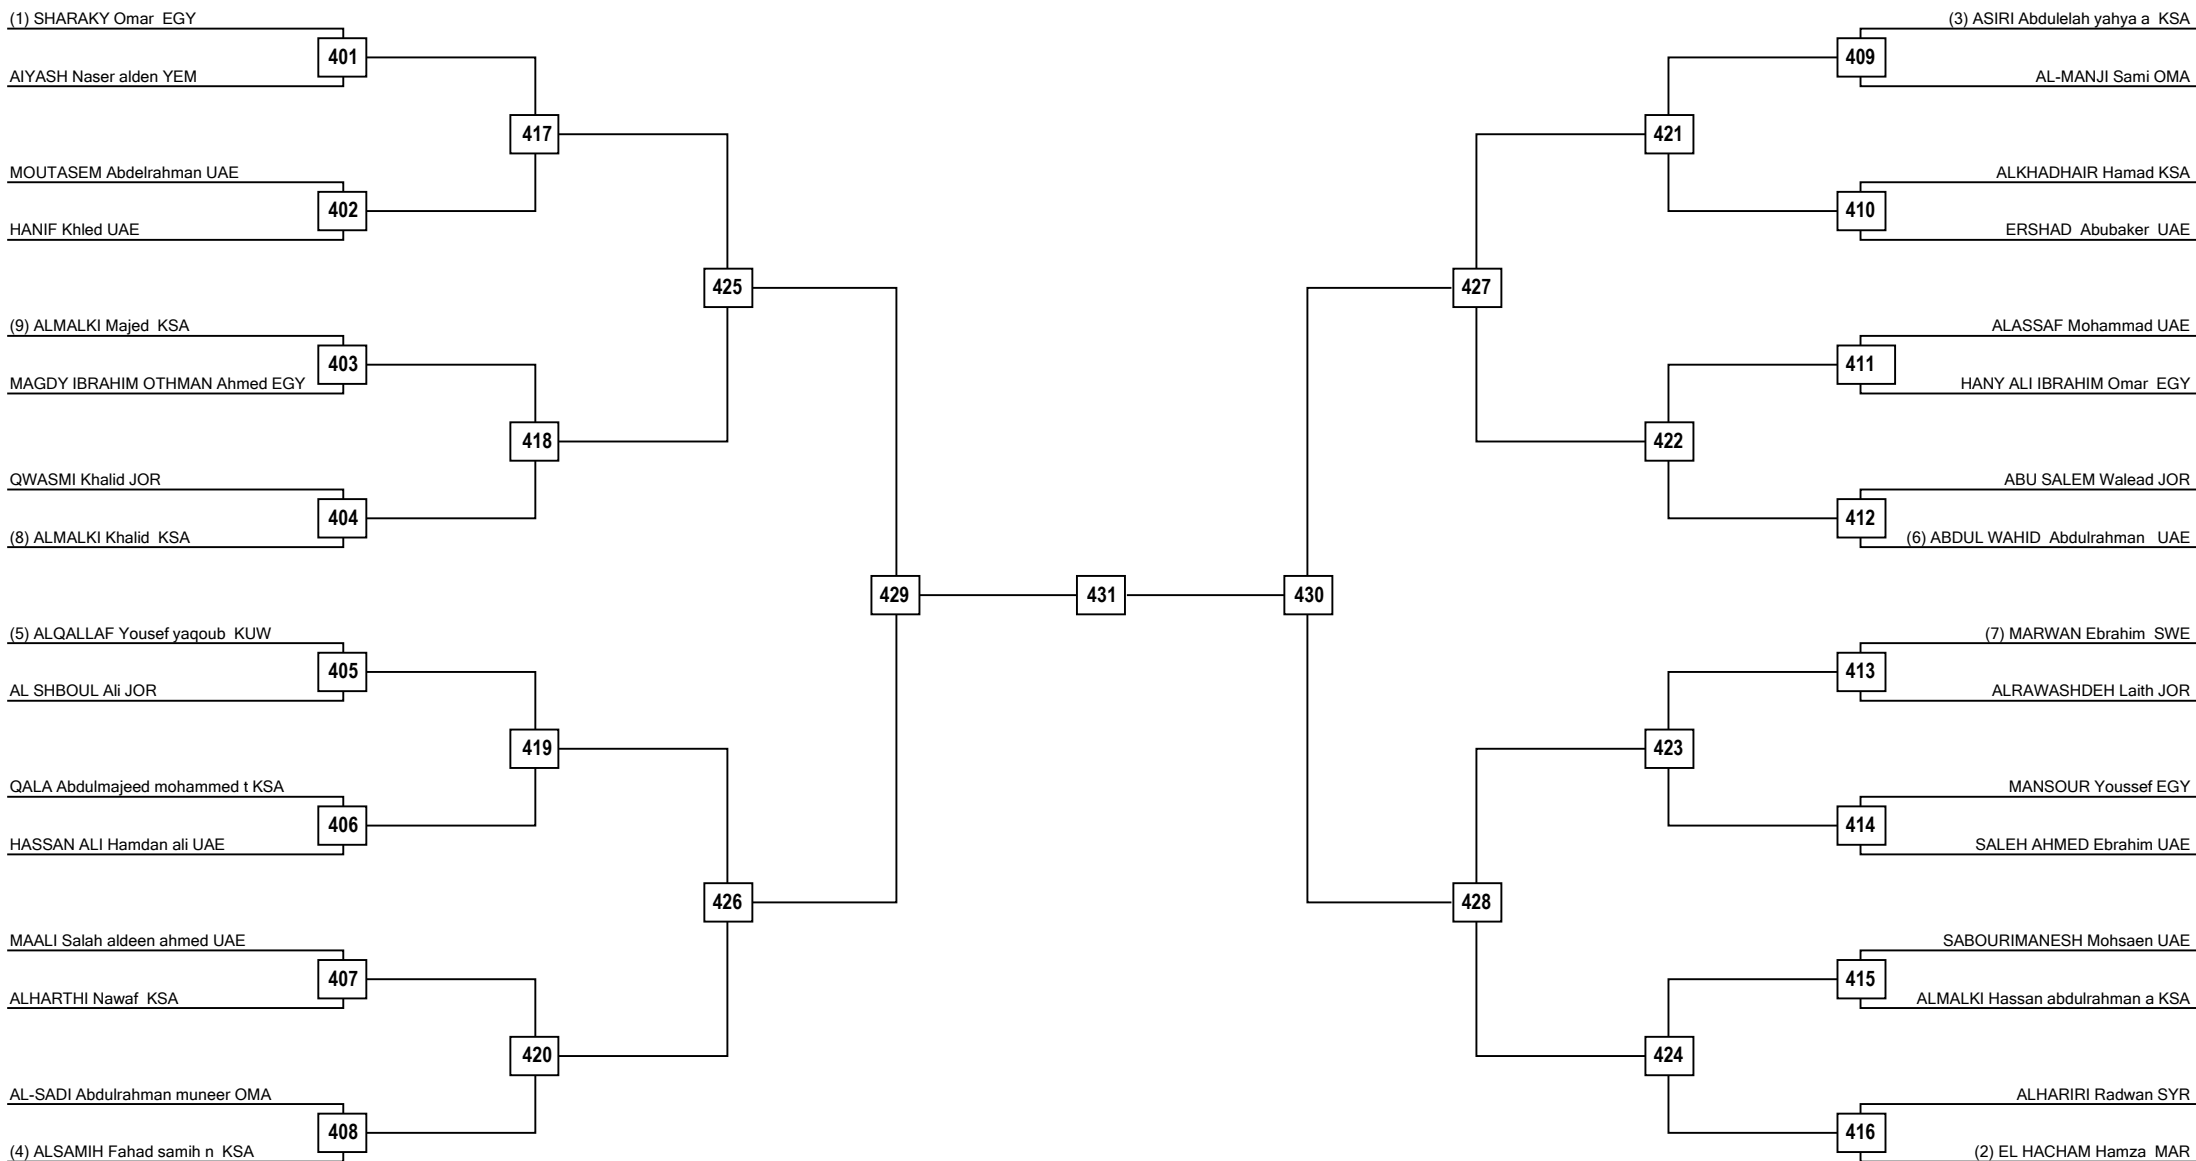 (1) SHARAKY Omar  EGY
401
AIYASH Naser alden YEM
417
MOUTASEM Abdelrahman UAE
402
HANIF Khled UAE
425
(9) ALMALKI Majed  KSA
403
MAGDY IBRAHIM OTHMAN Ahmed EGY
418
QWASMI Khalid JOR
404
(8) ALMALKI Khalid  KSA
429
(5) ALQALLAF Yousef yaqoub  KUW
405
AL SHBOUL Ali JOR
419
QALA Abdulmajeed mohammed t KSA
406
HASSAN ALI Hamdan ali UAE
426
MAALI Salah aldeen ahmed UAE
407
ALHARTHI Nawaf  KSA
420
AL-SADI Abdulrahman muneer OMA
408
(4) ALSAMIH Fahad samih n  KSA
431
(3) ASIRI Abdulelah yahya a  KSA
409
AL-MANJI Sami OMA
421
ALKHADHAIR Hamad KSA
410
ERSHAD  Abubaker  UAE
427
ALASSAF Mohammad UAE
411
HANY ALI IBRAHIM Omar  EGY
422
ABU SALEM Walead JOR
412
(6) ABDUL WAHID  Abdulrahman   UAE
430
(7) MARWAN Ebrahim  SWE
413
ALRAWASHDEH Laith JOR
423
MANSOUR Youssef EGY
414
SALEH AHMED Ebrahim UAE
428
SABOURIMANESH Mohsaen UAE
415
ALMALKI Hassan abdulrahman a KSA
424
ALHARIRI Radwan SYR
416
(2) EL HACHAM Hamza  MAR